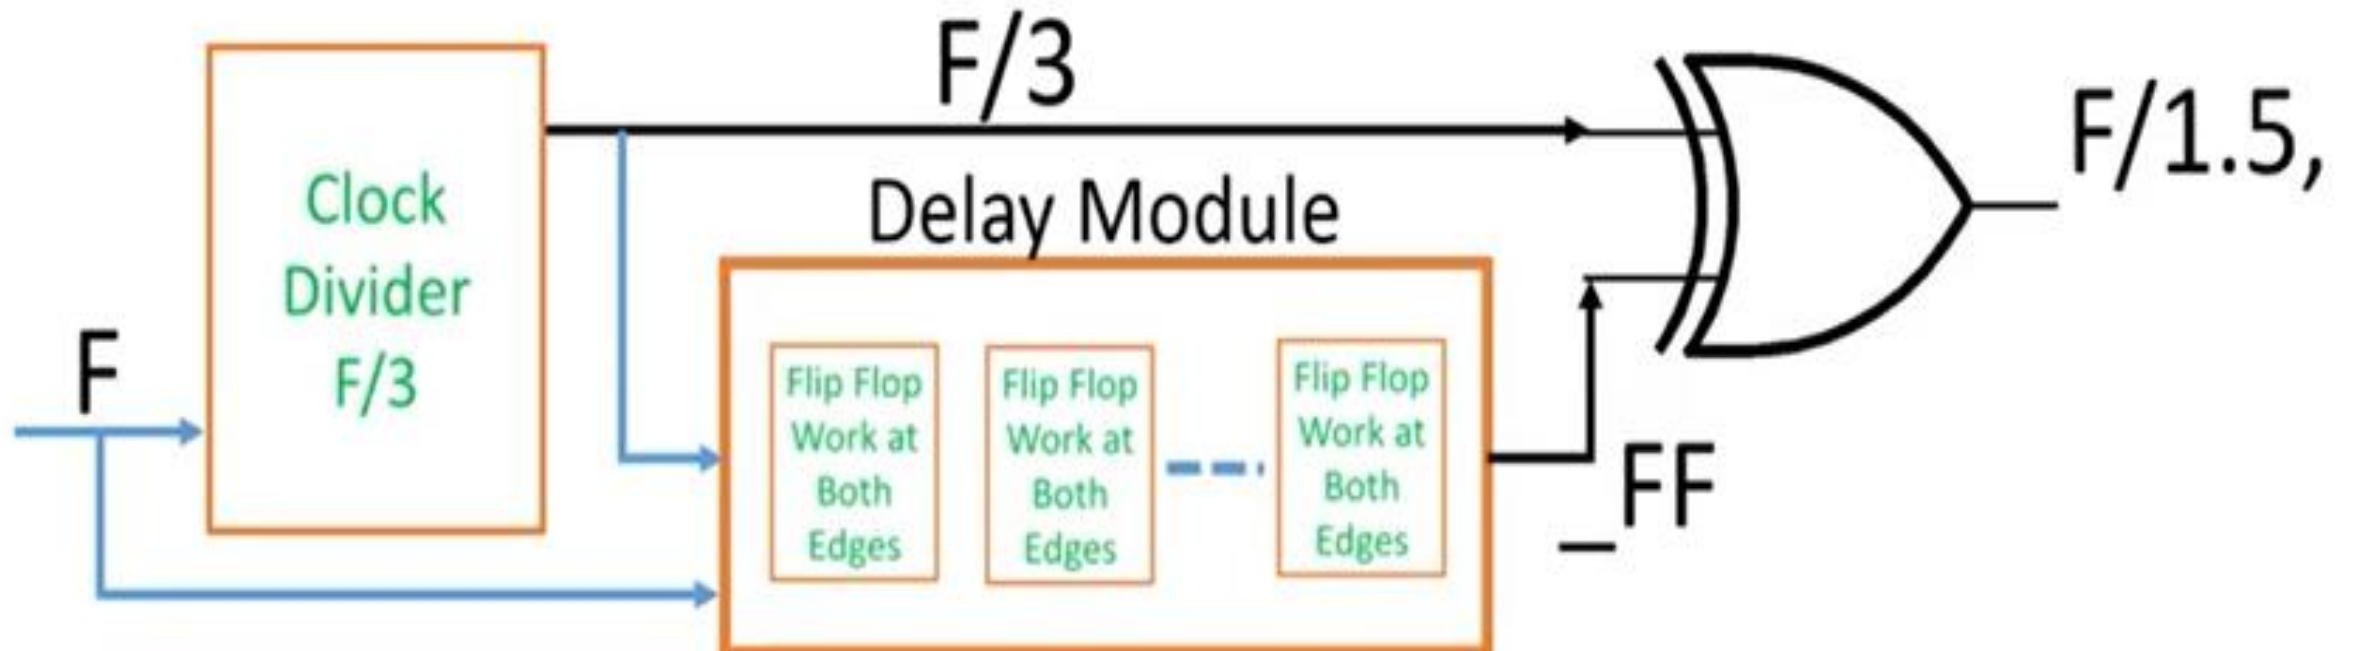 F/3
F/1.5,
Clock
Divider
F/3
Delay Module
F
Flip Flop
Work at
Both
Edges
Flip Flop
Work at
Both
Edges
Flip Flop
Work at
Both
Edges
_FF